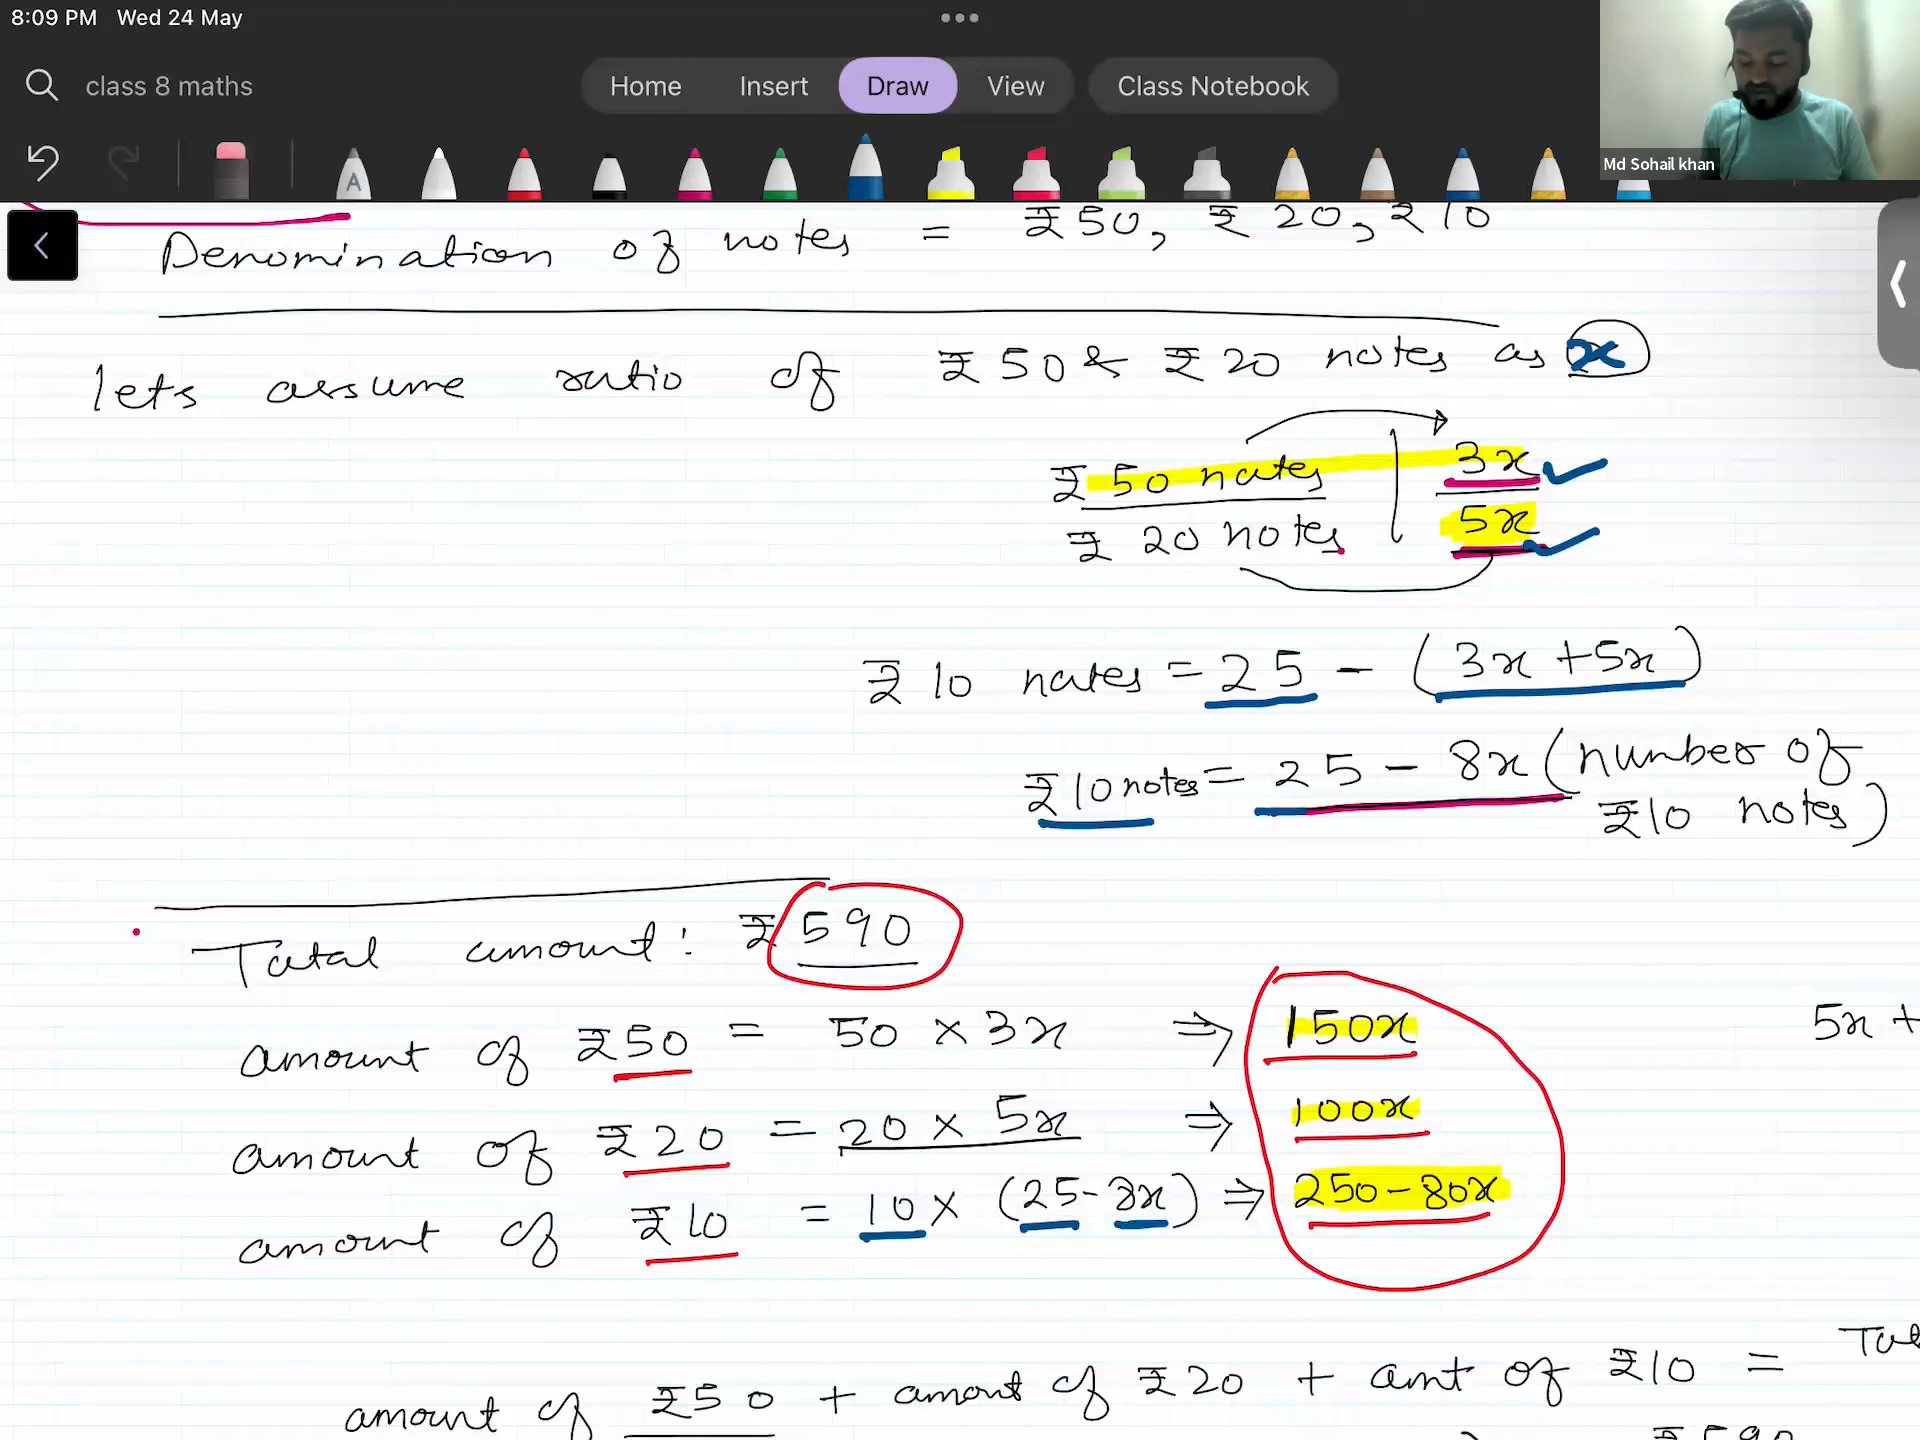 8:09 PM Wed 24 May
class 8 maths
Home Insert Draw View Class Notebook
A
Md Sohail khan
Denomination of notes = ₹50, ₹20, ₹10
lets assume ratio of ₹50 & ₹20 notes as x
₹50 notes | 3x
₹20 notes | 5x
₹10 notes = 25 - (3x + 5x)
₹10 notes = 25 - 8x (number of
₹10 notes)
Total amount: ₹590
amount of ₹50 = 50 × 3x ⇒ 150x
5x +
amount of ₹20 = 20 × 5x ⇒ 100x
amount of ₹10 = 10 × (25 - 8x) ⇒ 250 - 80x
amount of ₹50 + amount of ₹20 + amt of ₹10 =
₹590